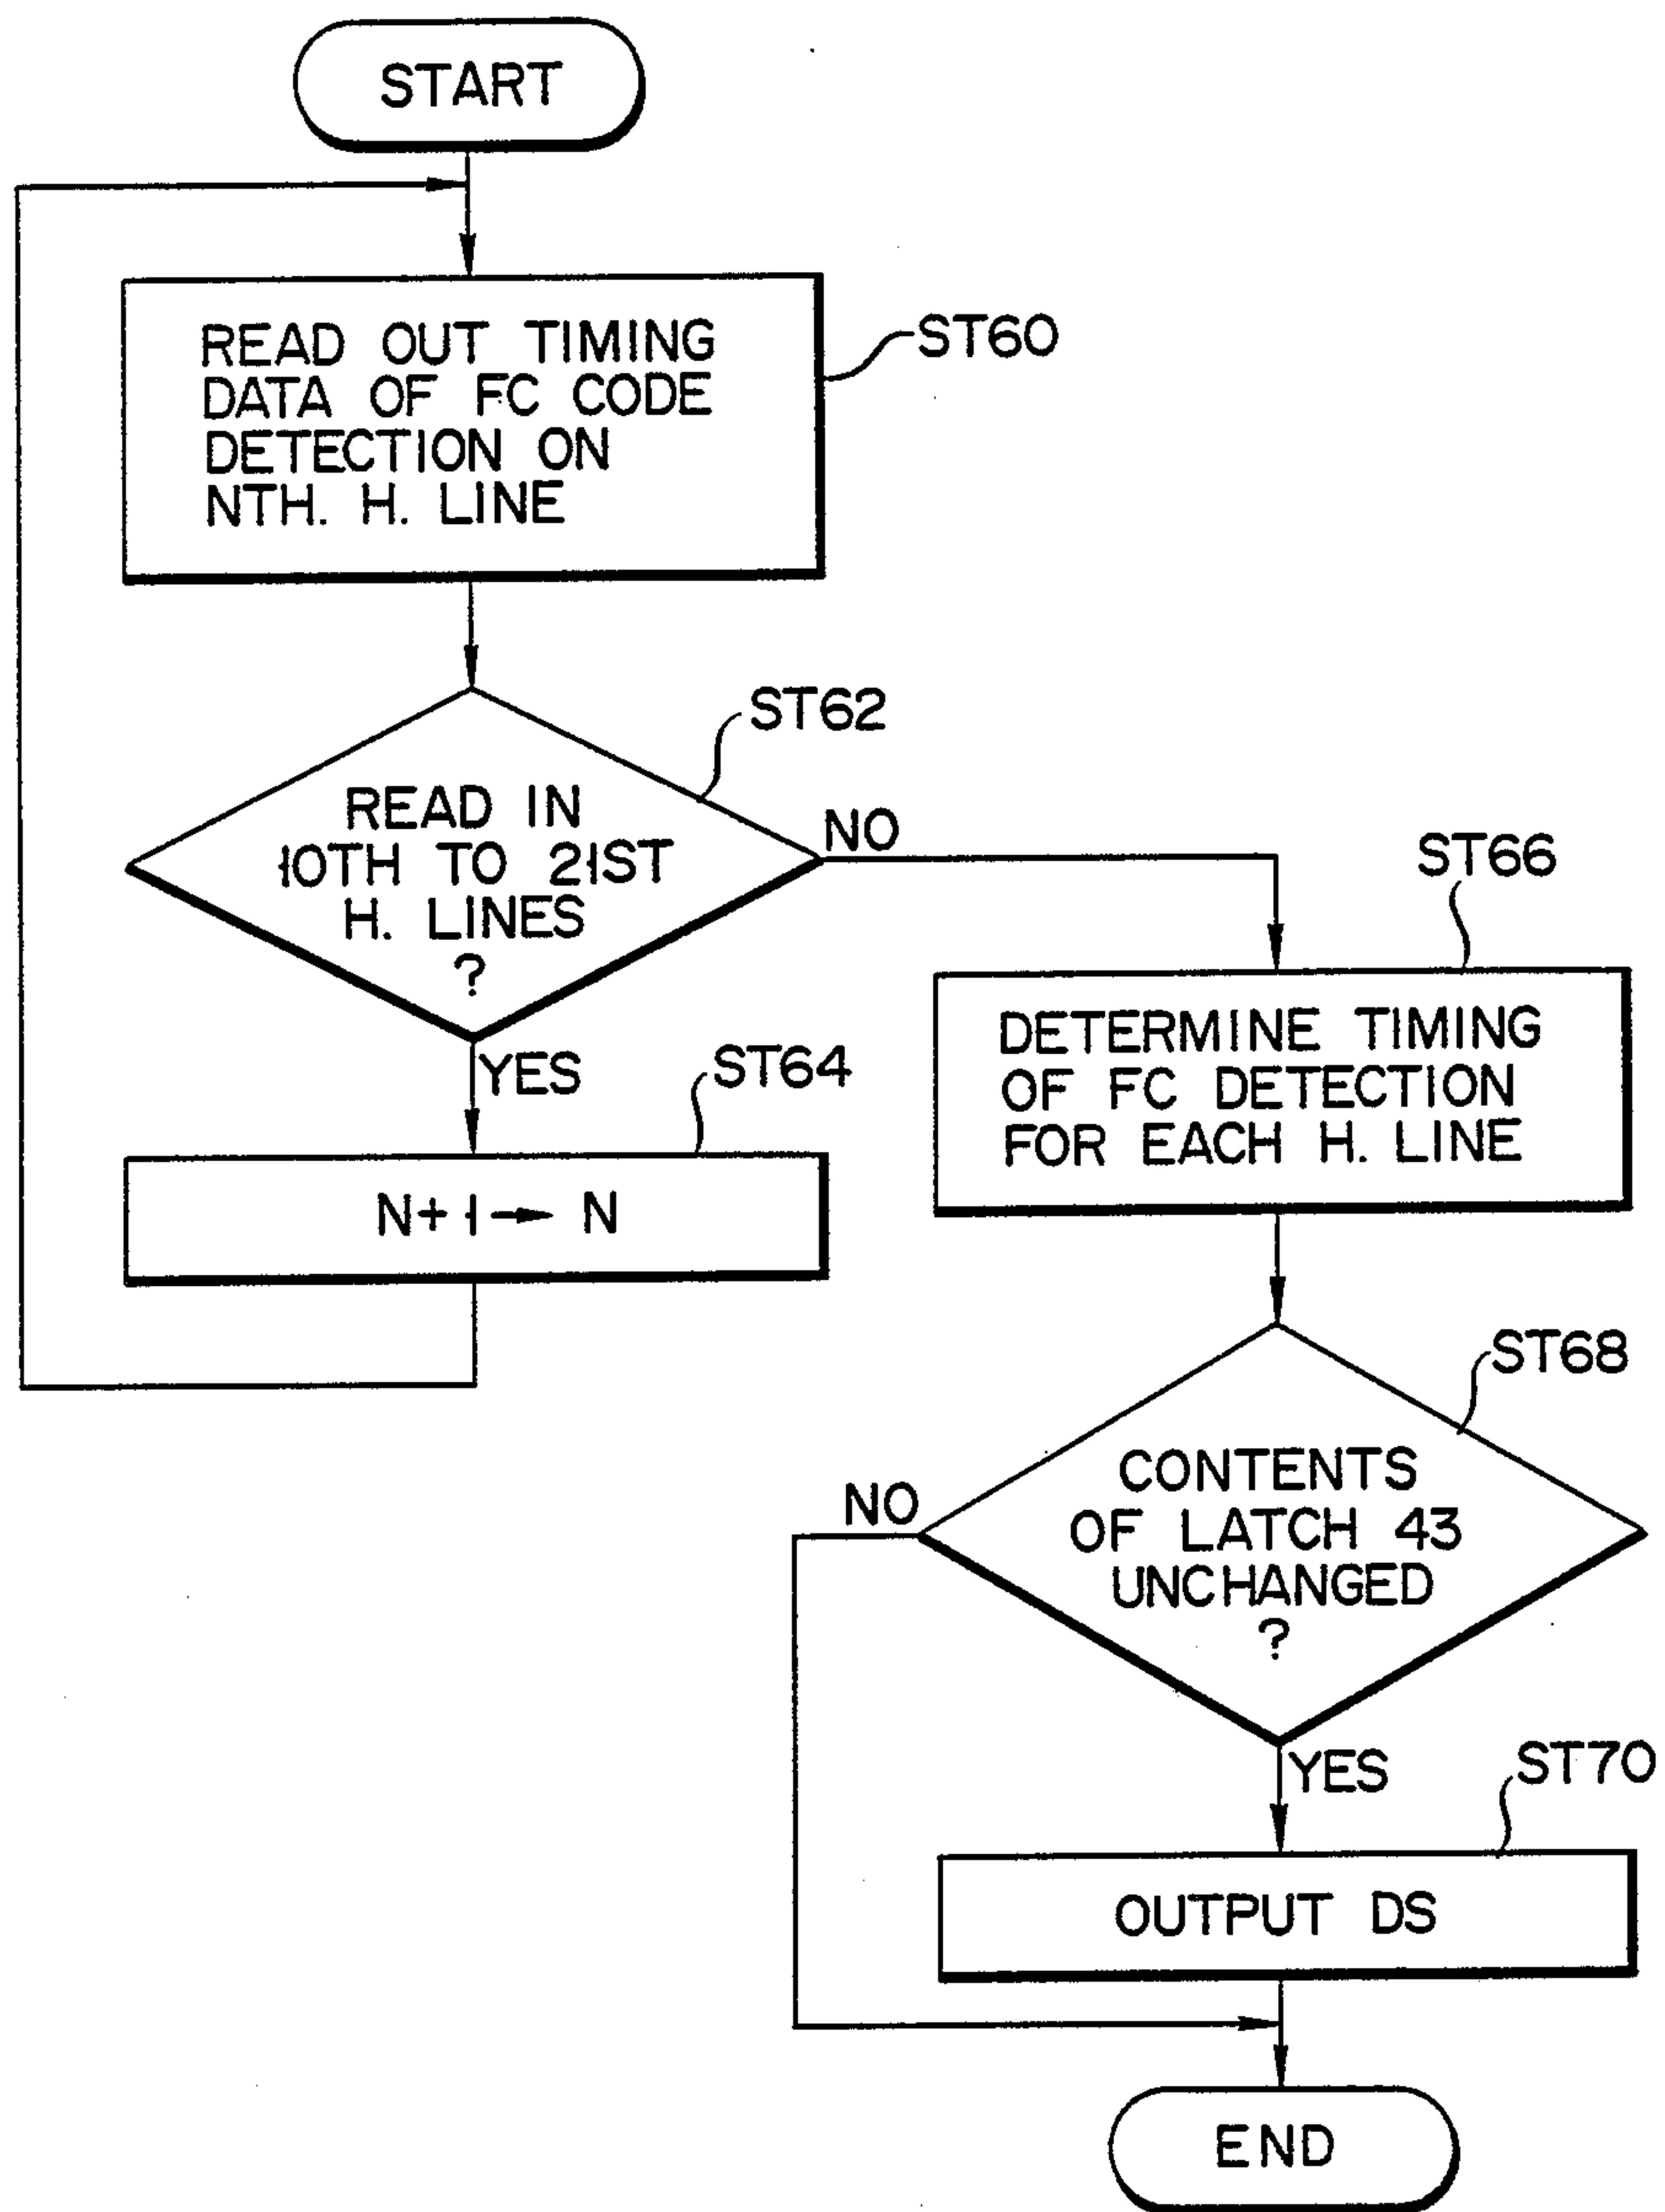 START
READ OUT TIMING
DATA OF FC CODE
DETECTION ON
NTH. H. LINE
ST60
READ IN
10TH TO 21ST
H. LINES
?
ST62
NO
YES
ST64
N+1→ N
ST66
DETERMINE TIMING
OF FC DETECTION
FOR EACH H. LINE
ST68
CONTENTS
OF LATCH 43
UNCHANGED
?
NO
YES
ST70
OUTPUT DS
END